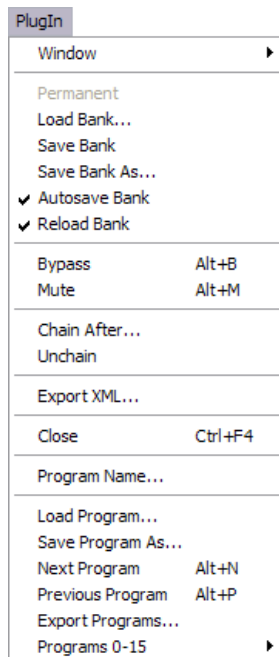 PlugIn
Window
Permanent
Load Bank...
Save Bank
Save Bank As...
Autosave Bank
Reload Bank
Bypass Alt+B
Mute Alt+M
Chain After...
Unchain
Export XML...
Close Ctrl+F4
Program Name...
Load Program...
Save Program As...
Next Program Alt+N
Previous Program Alt+P
Export Programs...
Programs 0-15